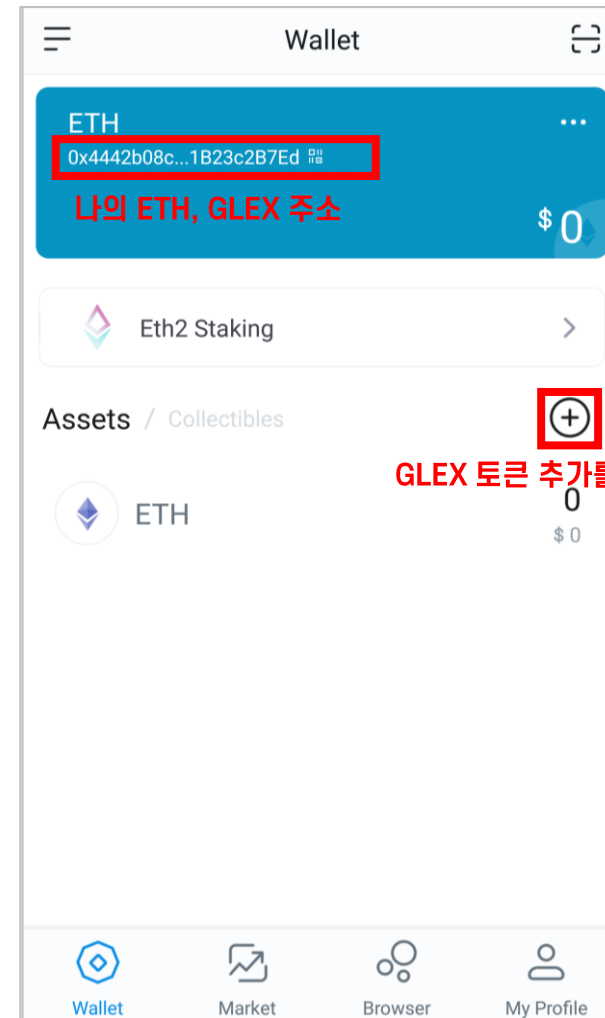 Wallet
ETH
0x4442b08c...1B23c2B7Ed
나의 ETH, GLEX 주소
$ 0
Eth2 Staking
Assets / Collectibles
GLEX 토큰 추가를
ETH
0
$ 0
Wallet Market Browser My Profile